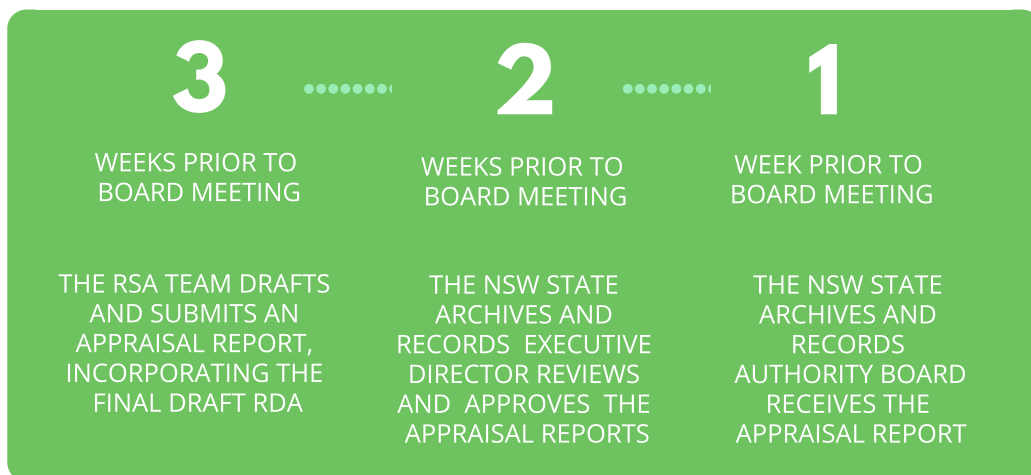 3
WEEKS PRIOR TO
BOARD MEETING
THE RSA TEAM DRAFTS
AND SUBMITS AN
APPRAISAL REPORT,
INCORPORATING THE
FINAL DRAFT RDA
2
WEEKS PRIOR TO
BOARD MEETING
THE NSW STATE
ARCHIVES AND
RECORDS EXECUTIVE
DIRECTOR REVIEWS
AND APPROVES THE
APPRAISAL REPORTS
1
WEEK PRIOR TO
BOARD MEETING
THE NSW STATE
ARCHIVES AND
RECORDS
AUTHORITY BOARD
RECEIVES THE
APPRAISAL REPORT